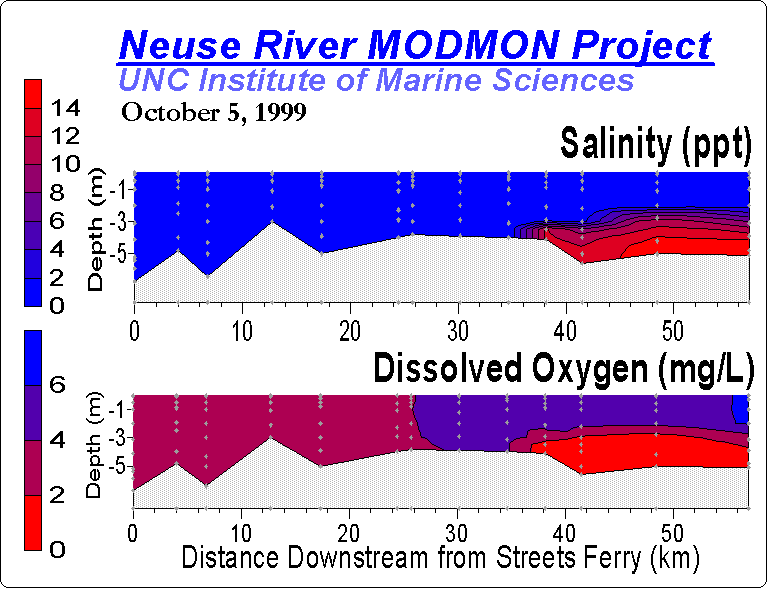 Neuse River MODMON Project
UNC Institute of Marine Sciences
October 5, 1999
Salinity (ppt)
14
12
10
8
6
4
2
0
Depth (m)
-1
-3
-5
0 10 20 30 40 50
Dissolved Oxygen (mg/L)
6
4
2
0
Depth (m)
-1
-3
-5
0 10 20 30 40 50
Distance Downstream from Streets Ferry (km)